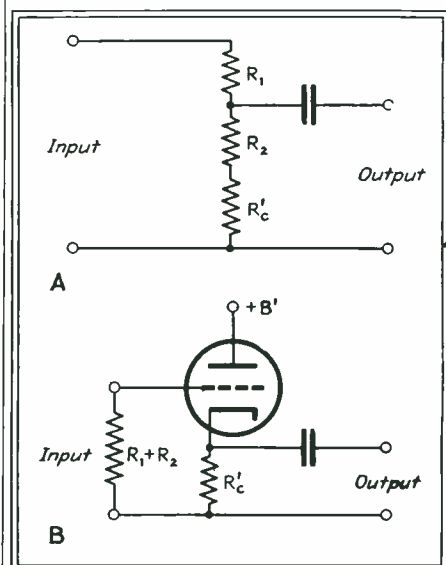 R₁
Input
R₂
Output
R'c
A
+B'
Input
R₁+R₂
R'c
Output
B